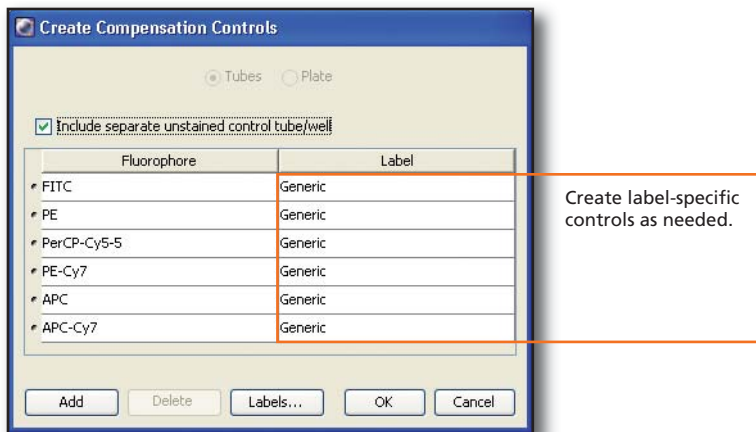 Create Compensation Controls
Tubes Plate
Include separate unstained control tube/well
Fluorophore Label
FITC Generic
PE Generic
PerCP-Cy5-5 Generic
PE-Cy7 Generic
APC Generic
APC-Cy7 Generic
Add Delete Labels... OK Cancel
Create label-specific
controls as needed.